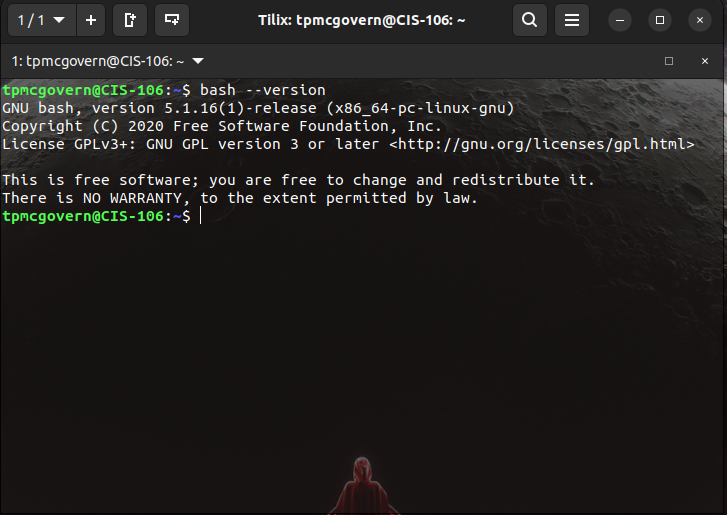 1 / 1
Tilix: tpmcgovern@CIS-106: ~
1: tpmcgovern@CIS-106: ~
tpmcgovern@CIS-106:~$ bash --version
GNU bash, version 5.1.16(1)-release (x86_64-pc-linux-gnu)
Copyright (C) 2020 Free Software Foundation, Inc.
License GPLv3+: GNU GPL version 3 or later <http://gnu.org/licenses/gpl.html>

This is free software; you are free to change and redistribute it.
There is NO WARRANTY, to the extent permitted by law.
tpmcgovern@CIS-106:~$